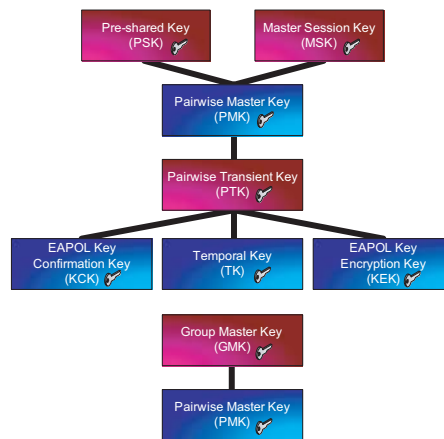 Pre-shared Key
(PSK)
Master Session Key
(MSK)
Pairwise Master Key
(PMK)
Pairwise Transient Key
(PTK)
EAPOL Key
Confirmation Key
(KCK)
Temporal Key
(TK)
EAPOL Key
Encryption Key
(KEK)
Group Master Key
(GMK)
Pairwise Master Key
(PMK)